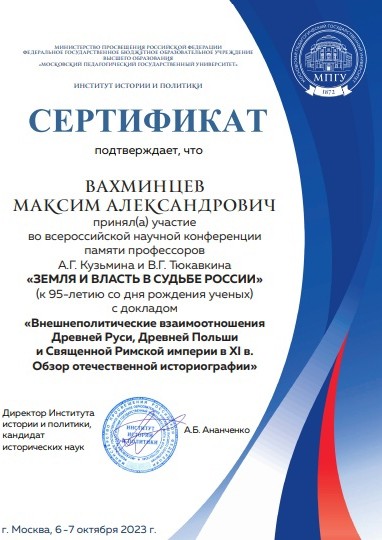 МИНИСТЕРСТВО ПРОСВЕЩЕНИЯ РОССИЙСКОЙ ФЕДЕРАЦИИ
ФЕДЕРАЛЬНОЕ ГОСУДАРСТВЕННОЕ БЮДЖЕТНОЕ ОБРАЗОВАТЕЛЬНОЕ УЧРЕЖДЕНИЕ
ВЫСШЕГО ОБРАЗОВАНИЯ
«МОСКОВСКИЙ ПЕДАГОГИЧЕСКИЙ ГОСУДАРСТВЕННЫЙ УНИВЕРСИТЕТ»
МПГУ
1872
ИНСТИТУТ ИСТОРИИ И ПОЛИТИКИ
СЕРТИФИКАТ
подтверждает, что
ВАХМИНЦЕВ
МАКСИМ АЛЕКСАНДРОВИЧ
принял(а) участие
во всероссийской научной конференции
памяти профессоров
А.Г. Кузьмина и В.Г. Тюкавкина
«ЗЕМЛЯ И ВЛАСТЬ В СУДЬБЕ РОССИИ»
(к 95-летию со дня рождения ученых)
с докладом
«Внешнеполитические взаимоотношения
Древней Руси, Древней Польши
и Священной Римской империи в XI в.
Обзор отечественной историографии»
Директор Института
истории и политики,
кандидат
исторических наук
ИНСТИТУТ
ИСТОРИИ
И ПОЛИТИКИ
А.Б. Ананченко
г. Москва, 6-7 октября 2023 г.